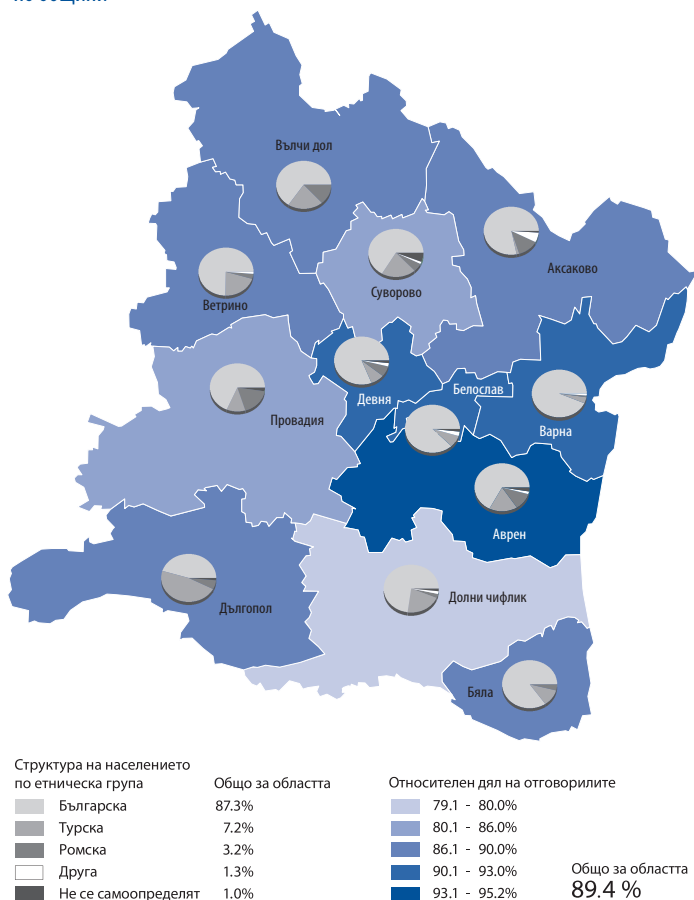 по общини
Вълчи дол
Аксаково
Суворово
Ветрино
Белослав
Девня
Провадия
Варна
Аврен
Долни чифлик
Дългопол
Бяла
Структура на населението
по етническа група
Общо за областта
Българска 87.3%
Турска 7.2%
Ромска 3.2%
Друга 1.3%
Не се самоопределят 1.0%
Относителен дял на отговорилите
79.1 - 80.0%
80.1 - 86.0%
86.1 - 90.0%
90.1 - 93.0%
93.1 - 95.2%
Общо за областта
89.4 %